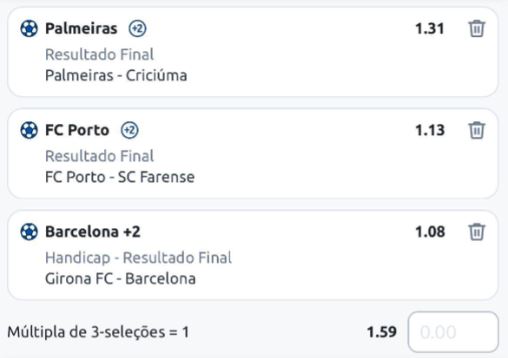 Palmeiras +2 1.31
Resultado Final
Palmeiras - Criciúma
FC Porto +2 1.13
Resultado Final
FC Porto - SC Farense
Barcelona +2 1.08
Handicap - Resultado Final
Girona FC - Barcelona
Múltipla de 3-seleções = 1 1.59 0.00